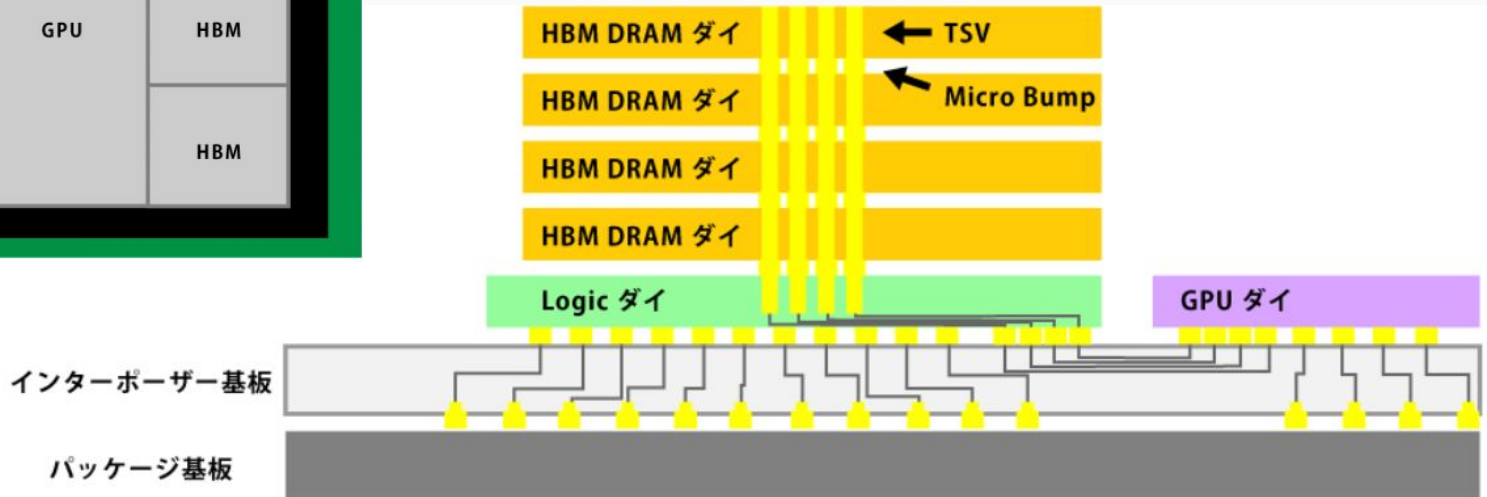 GPU
HBM
HBM
HBM DRAM ダイ
TSV
HBM DRAM ダイ
Micro Bump
HBM DRAM ダイ
HBM DRAM ダイ
Logic ダイ
GPU ダイ
インターポーザー基板
パッケージ基板